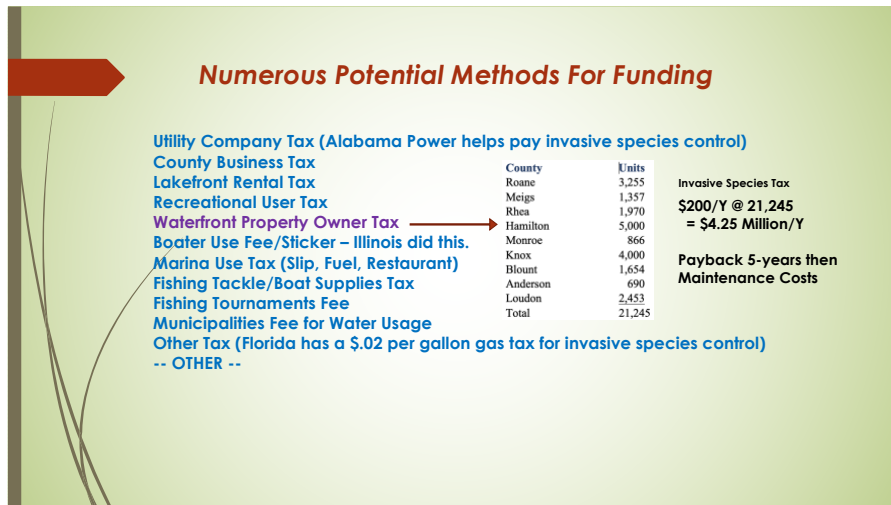 Numerous Potential Methods For Funding
Utility Company Tax (Alabama Power helps pay invasive species control)
County Business Tax
Lakefront Rental Tax
Recreational User Tax
Waterfront Property Owner Tax
Boater Use Fee/Sticker – Illinois did this.
Marina Use Tax (Slip, Fuel, Restaurant)
Fishing Tackle/Boat Supplies Tax
Fishing Tournaments Fee
Municipalities Fee for Water Usage
Other Tax (Florida has a $.02 per gallon gas tax for invasive species control)
-- OTHER --
County Units
Roane 3,255
Meigs 1,357
Rhea 1,970
Hamilton 5,000
Monroe 866
Knox 4,000
Blount 1,654
Anderson 690
Loudon 2,453
Total 21,245
Invasive Species Tax
$200/Y @ 21,245
= $4.25 Million/Y
Payback 5-years then
Maintenance Costs